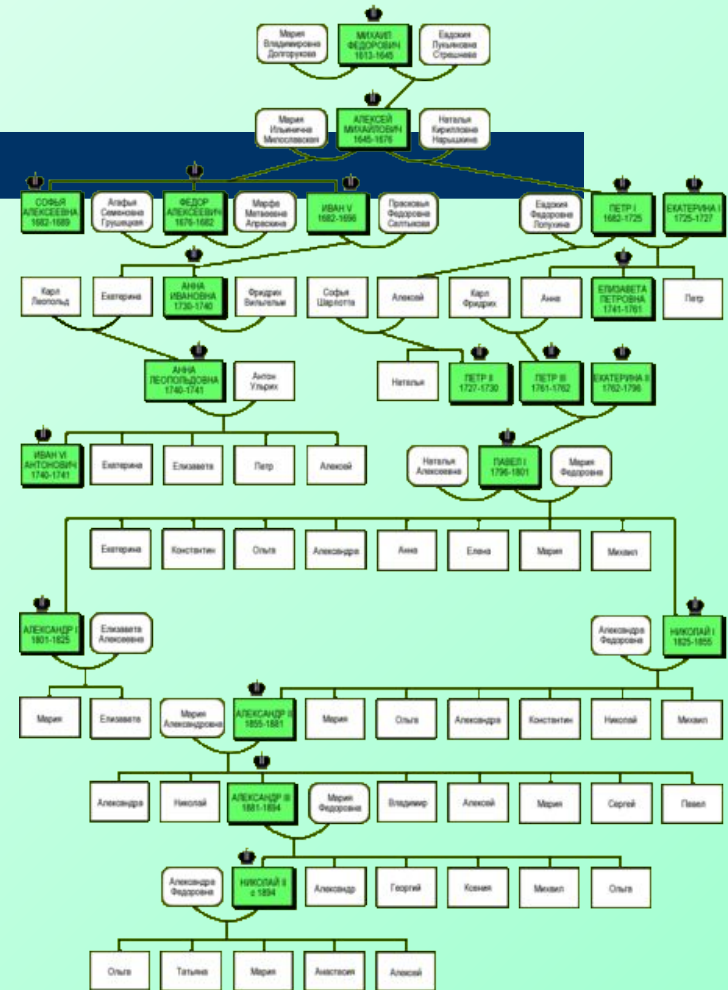 Мария
Владимировна
Долгорукова
МИХАИЛ
ФЕДОРОВИЧ
1613-1645
Евдокия
Лукьяновна
Стрешнева
Мария
Ильинична
Милославская
АЛЕКСЕЙ
МИХАЙЛОВИЧ
1645-1676
Наталья
Кирилловна
Нарышкина
СОФЬЯ
АЛЕКСЕЕВНА
1682-1689
Агафья
Семеновна
Грушецкая
ФЕДОР
АЛЕКСЕЕВИЧ
1676-1682
Марфа
Матвеевна
Апраксина
ИВАН V
1682-1696
Прасковья
Федоровна
Салтыкова
Евдокия
Федоровна
Лопухина
ПЕТР I
1682-1725
ЕКАТЕРИНА I
1725-1727
Карл
Леопольд
Екатерина
АННА
ИВАНОВНА
1730-1740
Фридрих
Вильгельм
Софья
Шарлотта
Алексей
Карл
Фридрих
Анна
ЕЛИЗАВЕТА
ПЕТРОВНА
1741-1761
Петр
АННА
ЛЕОПОЛЬДОВНА
1740-1741
Антон
Ульрих
Наталья
ПЕТР II
1727-1730
ПЕТР III
1761-1762
ЕКАТЕРИНА II
1762-1796
ИВАН VI
АНТОНОВИЧ
1740-1741
Екатерина
Елизавета
Петр
Алексей
Наталья
Алексеевна
ПАВЕЛ I
1796-1801
Мария
Федоровна
Екатерина
Константин
Ольга
Александра
Анна
Елена
Мария
Михаил
АЛЕКСАНДР I
1801-1825
Елизавета
Алексеевна
Александра
Федоровна
НИКОЛАЙ I
1825-1855
Мария
Елизавета
Мария
Александровна
АЛЕКСАНДР II
1855-1881
Мария
Ольга
Александра
Константин
Николай
Михаил
Александра
Николай
АЛЕКСАНДР III
1881-1894
Мария
Федоровна
Владимир
Алексей
Мария
Сергей
Павел
Александра
Федоровна
НИКОЛАЙ II
с 1894
Александр
Георгий
Ксения
Михаил
Ольга
Ольга
Татьяна
Мария
Анастасия
Алексей